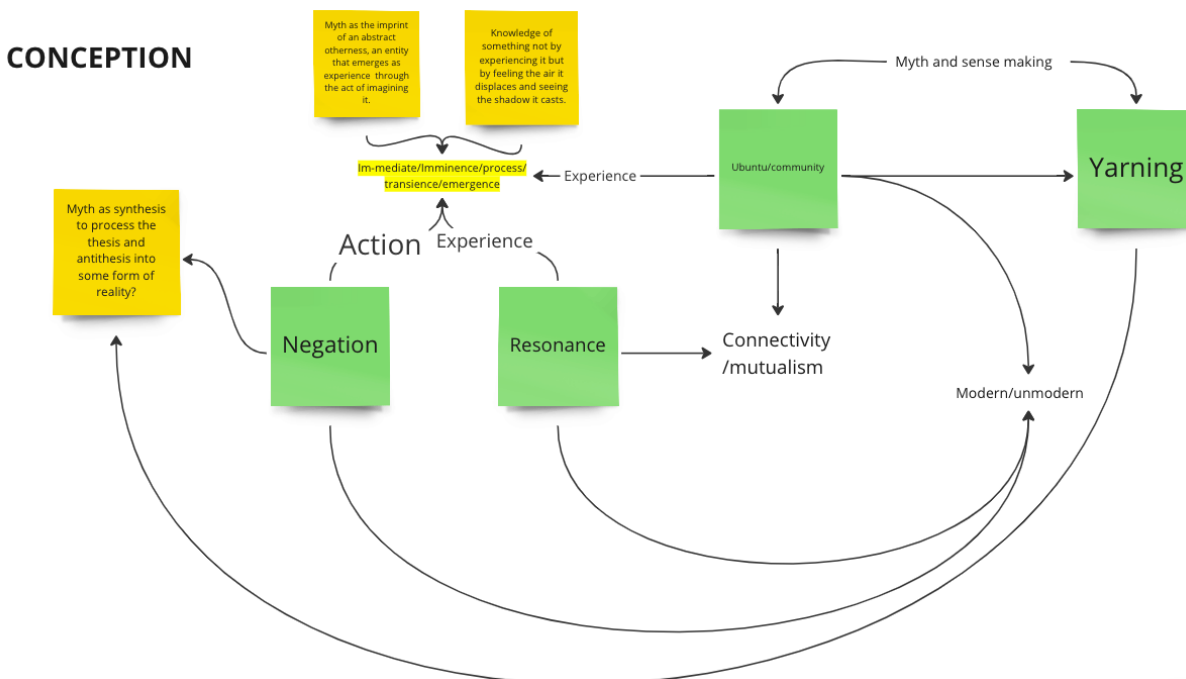 CONCEPTION
Myth as the imprint
of an abstract
otherness, an entity
that emerges as
experience through
the act of imagining
it.
Knowledge of
something not by
experiencing it but
by feeling the air it
displaces and seeing
the shadow it casts.
Myth and sense making
Im-mediate/Imminence/process/
transience/emergence
Experience
Ubuntu/community
Yarning
Myth as synthesis
to process the
thesis and
antithesis into
some form of
reality?
Action
Experience
Negation
Resonance
Connectivity
/mutualism
Modern/unmodern